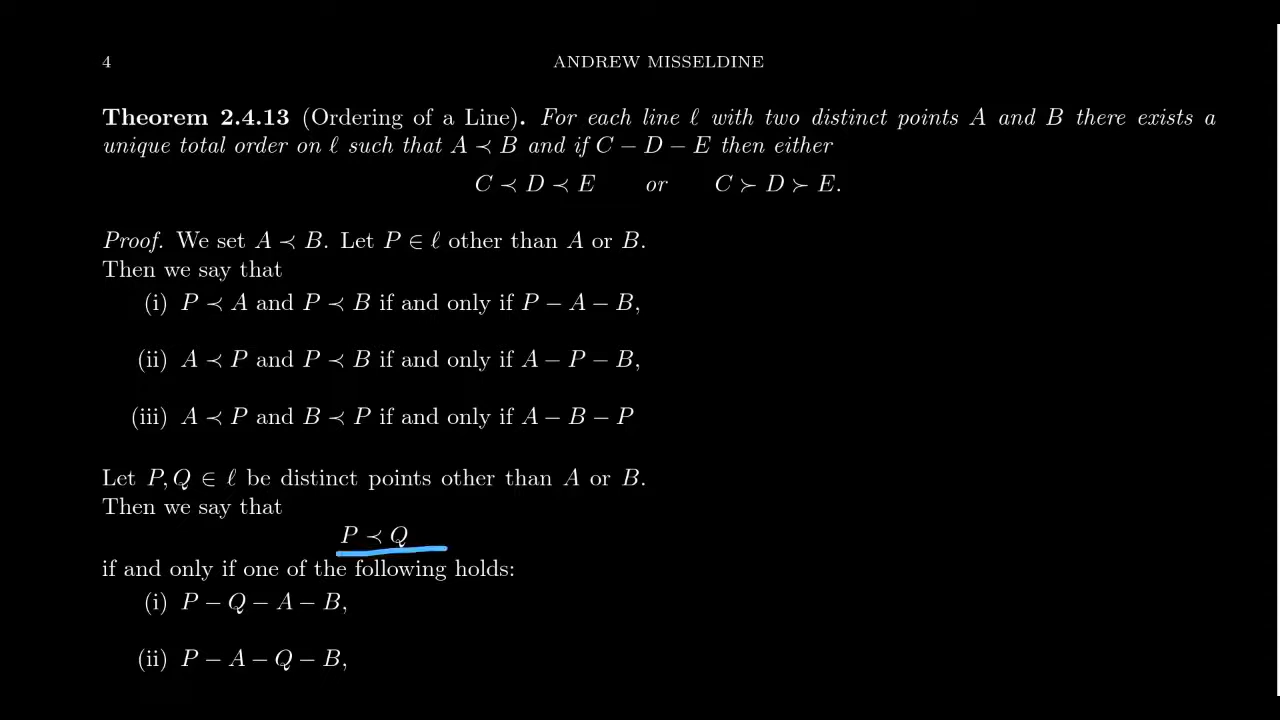 4
ANDREW MISSELDINE
Theorem 2.4.13 (Ordering of a Line). For each line ℓ with two distinct points A and B there exists a
unique total order on ℓ such that A ≺ B and if C − D − E then either
C ≺ D ≺ E or C ≻ D ≻ E.
Proof. We set A ≺ B. Let P ∈ ℓ other than A or B.
Then we say that
(i) P ≺ A and P ≺ B if and only if P − A − B,
(ii) A ≺ P and P ≺ B if and only if A − P − B,
(iii) A ≺ P and B ≺ P if and only if A − B − P
Let P, Q ∈ ℓ be distinct points other than A or B.
Then we say that
P ≺ Q
if and only if one of the following holds:
(i) P − Q − A − B,
(ii) P − A − Q − B,